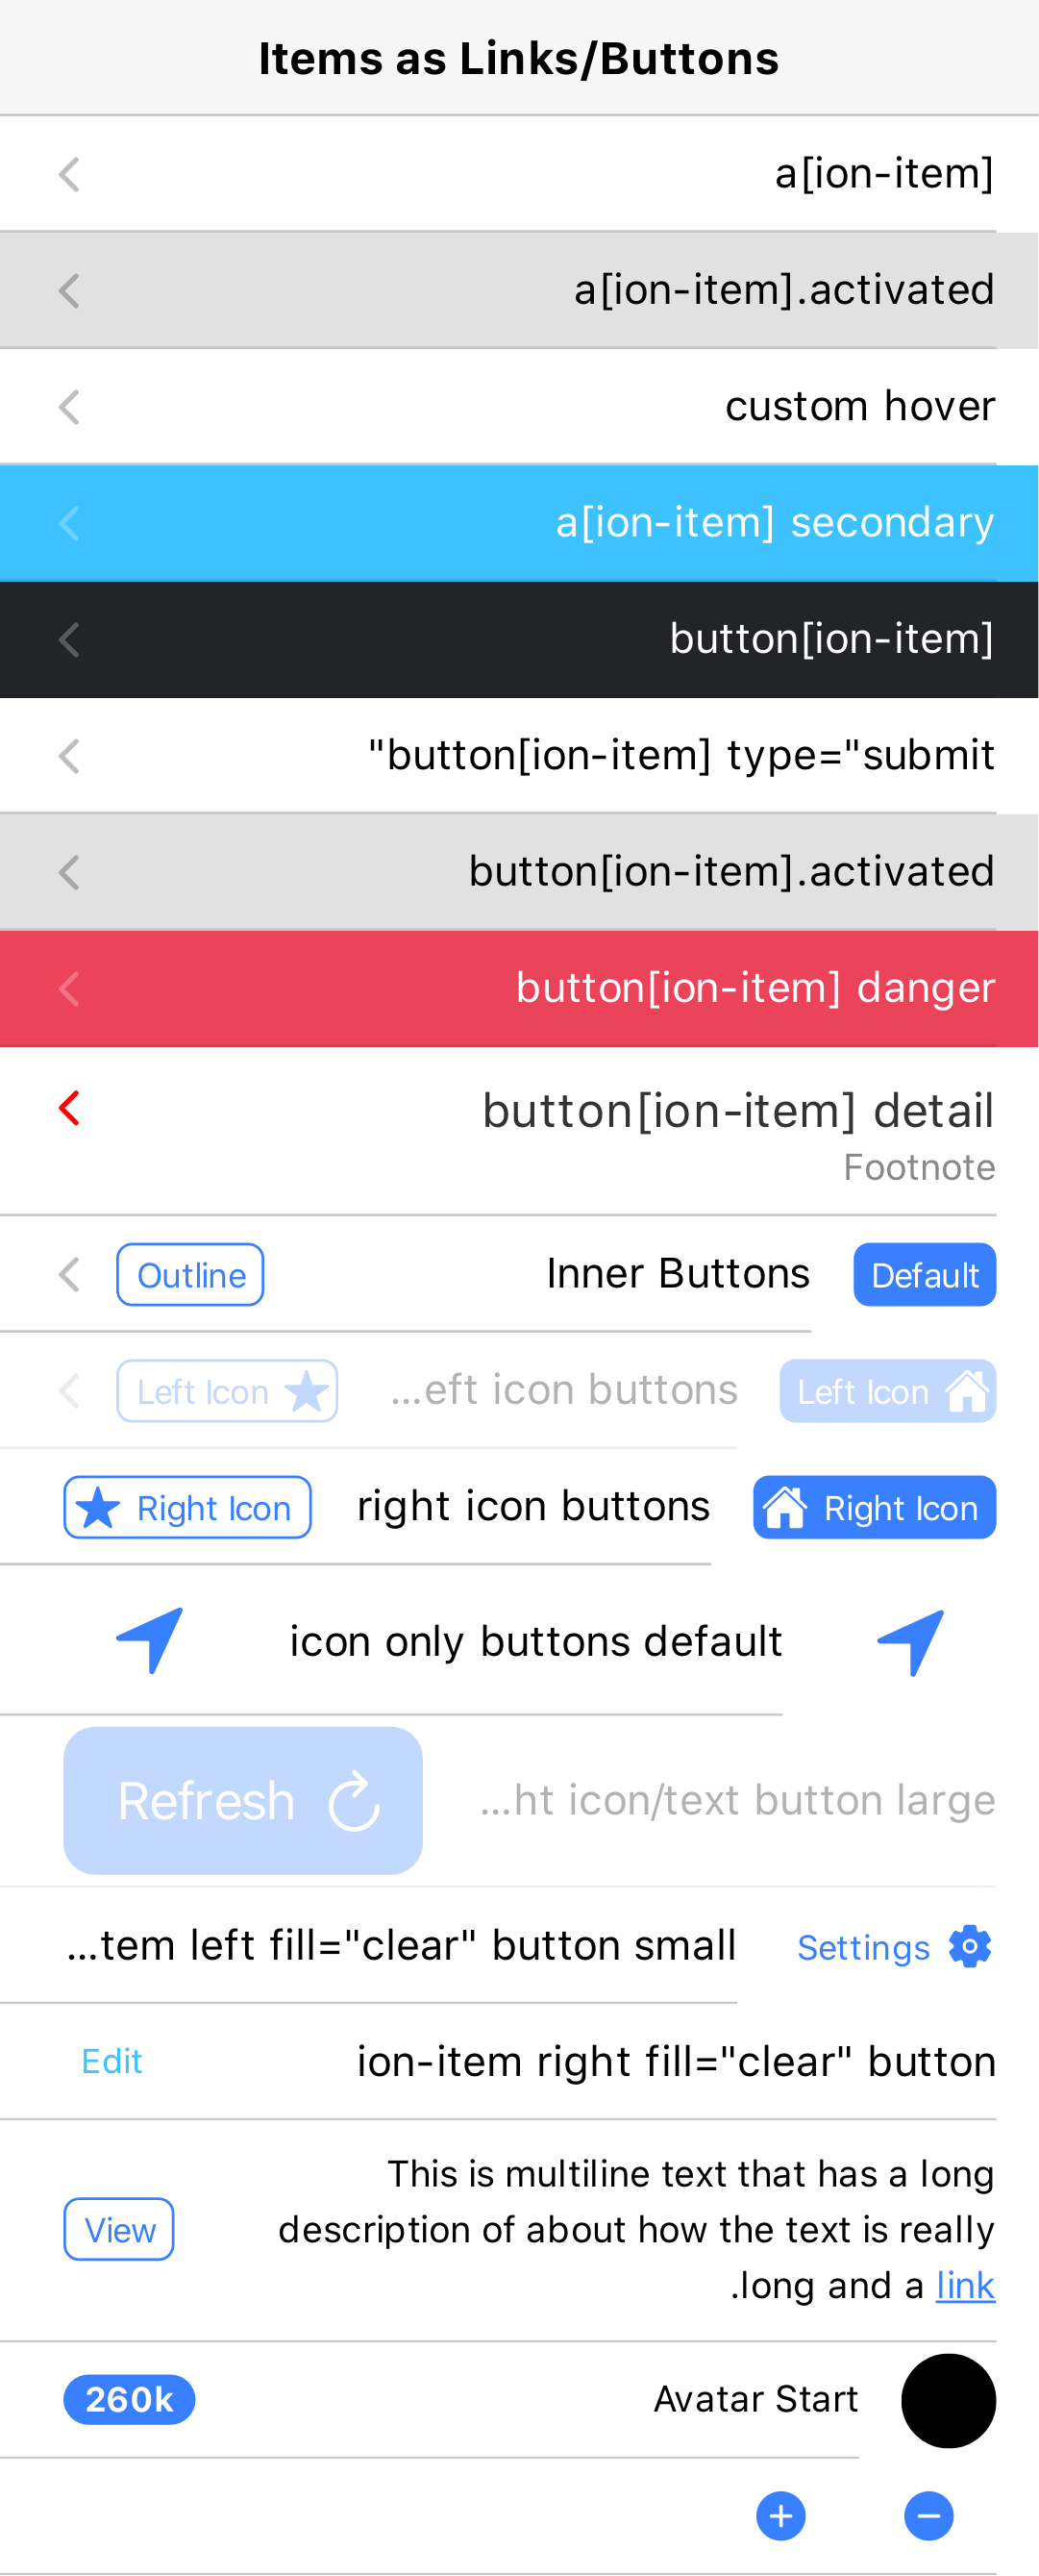 Items as Links/Buttons
a[ion-item]
a[ion-item].activated
custom hover
a[ion-item] secondary
button[ion-item]
"button[ion-item] type="submit
button[ion-item].activated
button[ion-item] danger
button[ion-item] detail
Footnote
Outline Inner Buttons Default
Left Icon ...eft icon buttons Left Icon
Right Icon right icon buttons Right Icon
icon only buttons default
Refresh ...ht icon/text button large
...tem left fill="clear" button small Settings
Edit ion-item right fill="clear" button
This is multiline text that has a long
View description of about how the text is really
.long and a link
260k Avatar Start